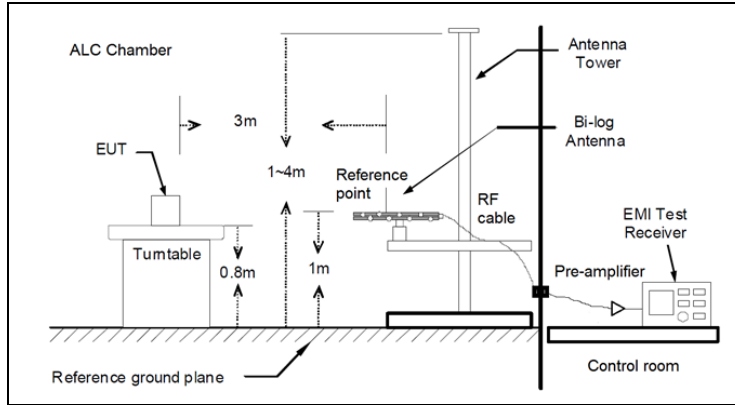 ALC Chamber
Antenna
Tower
3m
Bi-log
Antenna
EUT
1~4m
Reference
point
RF
cable
EMI Test
Receiver
Turntable
0.8m
1m
Pre-amplifier
Reference ground plane
Control room